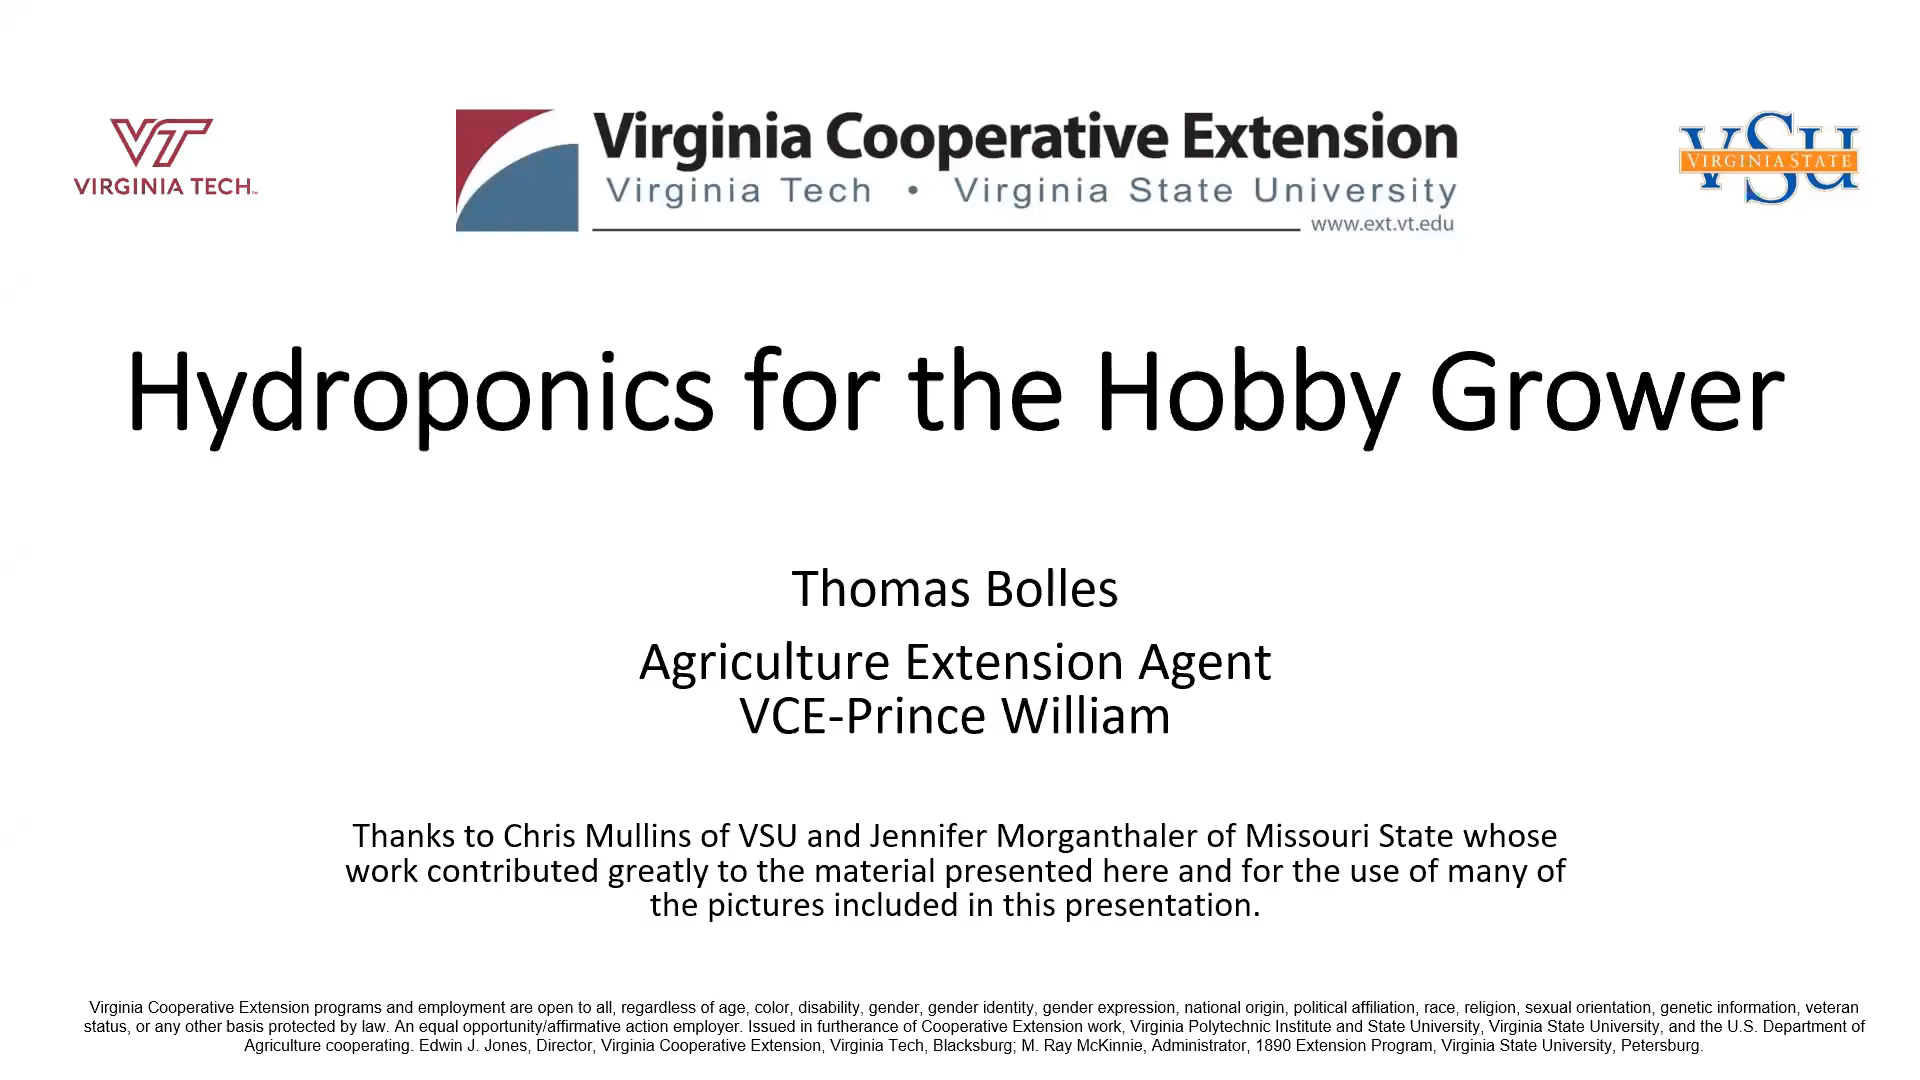 VT
VIRGINIA TECH™
Virginia Cooperative Extension
Virginia Tech • Virginia State University
www.ext.vt.edu
VSU
VIRGINIA STATE
Hydroponics for the Hobby Grower
Thomas Bolles
Agriculture Extension Agent
VCE-Prince William
Thanks to Chris Mullins of VSU and Jennifer Morganthaler of Missouri State whose
work contributed greatly to the material presented here and for the use of many of
the pictures included in this presentation.
Virginia Cooperative Extension programs and employment are open to all, regardless of age, color, disability, gender, gender identity, gender expression, national origin, political affiliation, race, religion, sexual orientation, genetic information, veteran
status, or any other basis protected by law. An equal opportunity/affirmative action employer. Issued in furtherance of Cooperative Extension work, Virginia Polytechnic Institute and State University, Virginia State University, and the U.S. Department of
Agriculture cooperating. Edwin J. Jones, Director, Virginia Cooperative Extension, Virginia Tech, Blacksburg; M. Ray McKinnie, Administrator, 1890 Extension Program, Virginia State University, Petersburg.